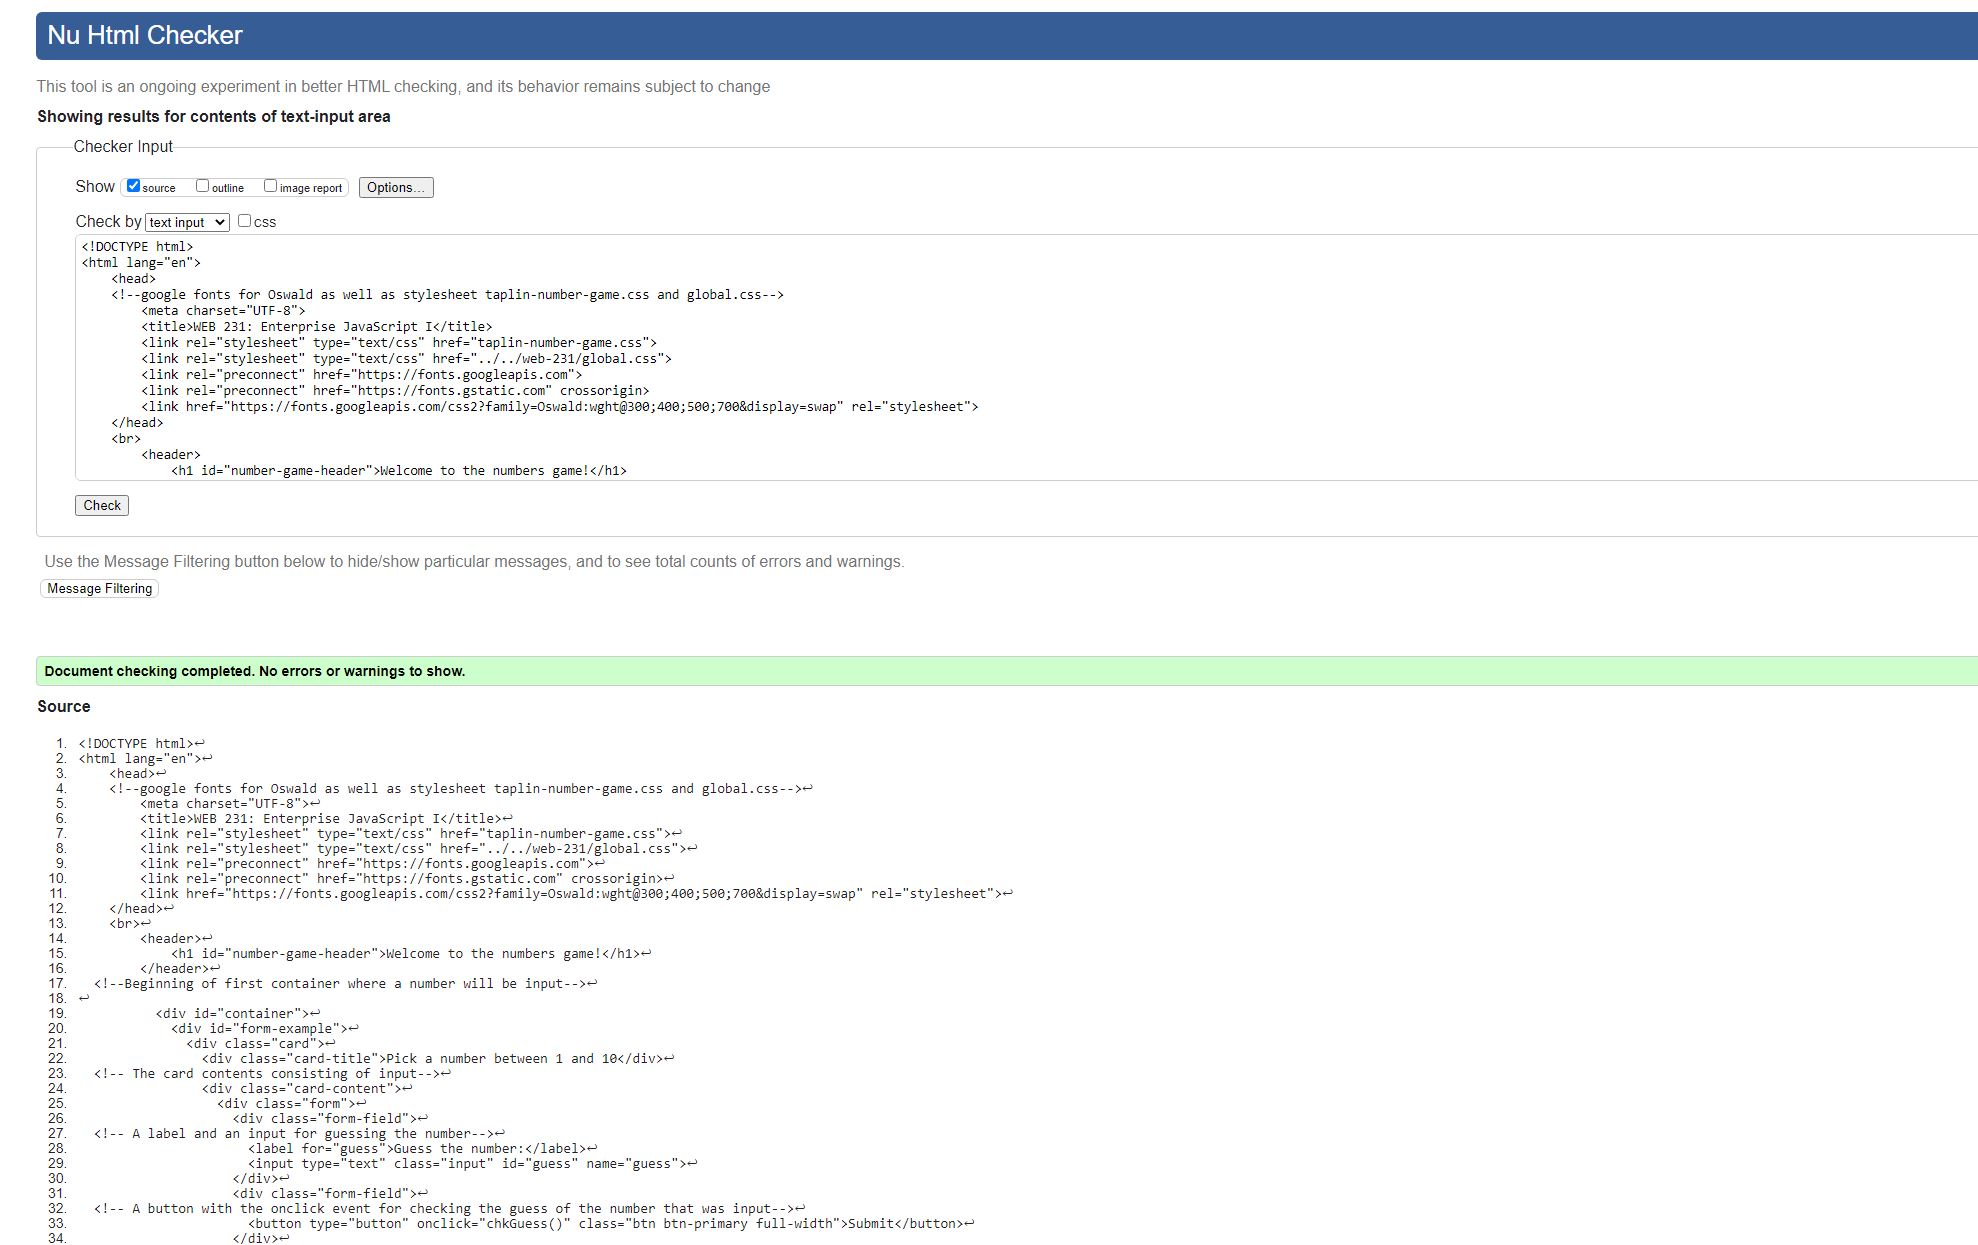 Nu Html Checker
This tool is an ongoing experiment in better HTML checking, and its behavior remains subject to change
Showing results for contents of text-input area
Checker Input
Show source outline image report Options...
Check by text input css
<!DOCTYPE html>
<html lang="en">
    <head>
    <!--google fonts for Oswald as well as stylesheet taplin-number-game.css and global.css-->
        <meta charset="UTF-8">
        <title>WEB 231: Enterprise JavaScript I</title>
        <link rel="stylesheet" type="text/css" href="taplin-number-game.css">
        <link rel="stylesheet" type="text/css" href="../../web-231/global.css">
        <link rel="preconnect" href="https://fonts.googleapis.com">
        <link rel="preconnect" href="https://fonts.gstatic.com" crossorigin>
        <link href="https://fonts.googleapis.com/css2?family=Oswald:wght@300;400;500;700&display=swap" rel="stylesheet">
    </head>
    <br>
        <header>
            <h1 id="number-game-header">Welcome to the numbers game!</h1>
Check
Use the Message Filtering button below to hide/show particular messages, and to see total counts of errors and warnings.
Message Filtering
Document checking completed. No errors or warnings to show.
Source
1. <!DOCTYPE html>↩
2. <html lang="en">↩
3.     <head>↩
4.     <!--google fonts for Oswald as well as stylesheet taplin-number-game.css and global.css-->↩
5.         <meta charset="UTF-8">↩
6.         <title>WEB 231: Enterprise JavaScript I</title>↩
7.         <link rel="stylesheet" type="text/css" href="taplin-number-game.css">↩
8.         <link rel="stylesheet" type="text/css" href="../../web-231/global.css">↩
9.         <link rel="preconnect" href="https://fonts.googleapis.com">↩
10.         <link rel="preconnect" href="https://fonts.gstatic.com" crossorigin>↩
11.         <link href="https://fonts.googleapis.com/css2?family=Oswald:wght@300;400;500;700&display=swap" rel="stylesheet">↩
12.     </head>↩
13.     <br>↩
14.         <header>↩
15.             <h1 id="number-game-header">Welcome to the numbers game!</h1>↩
16.         </header>↩
17.   <!--Beginning of first container where a number will be input-->↩
18. ↩
19.           <div id="container">↩
20.             <div id="form-example">↩
21.               <div class="card">↩
22.                 <div class="card-title">Pick a number between 1 and 10</div>↩
23.   <!-- The card contents consisting of input-->↩
24.                 <div class="card-content">↩
25.                   <div class="form">↩
26.                     <div class="form-field">↩
27.   <!-- A label and an input for guessing the number-->↩
28.                       <label for="guess">Guess the number:</label>↩
29.                       <input type="text" class="input" id="guess" name="guess">↩
30.                     </div>↩
31.                     <div class="form-field">↩
32.   <!-- A button with the onclick event for checking the guess of the number that was input-->↩
33.                       <button type="button" onclick="chkGuess()" class="btn btn-primary full-width">Submit</button>↩
34.                     </div>↩